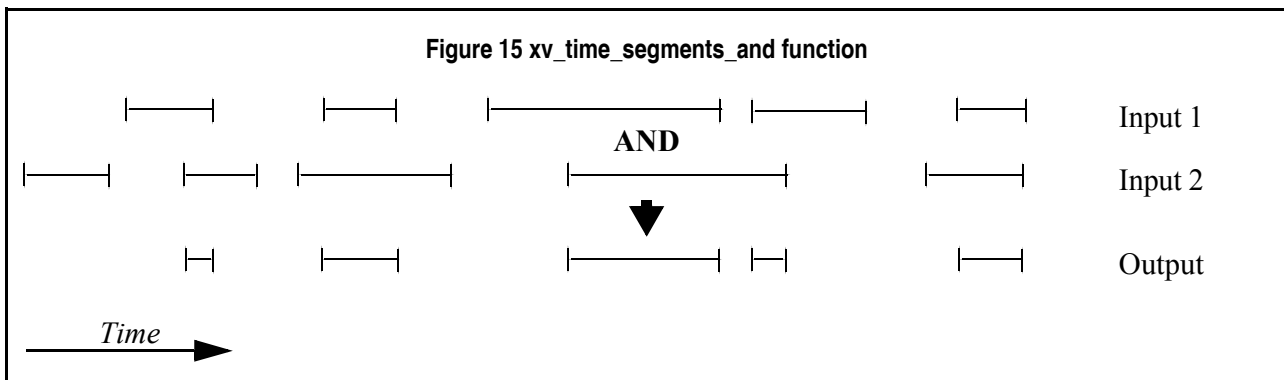 Figure 15 xv_time_segments_and function
Input 1
AND
Input 2
Output
Time